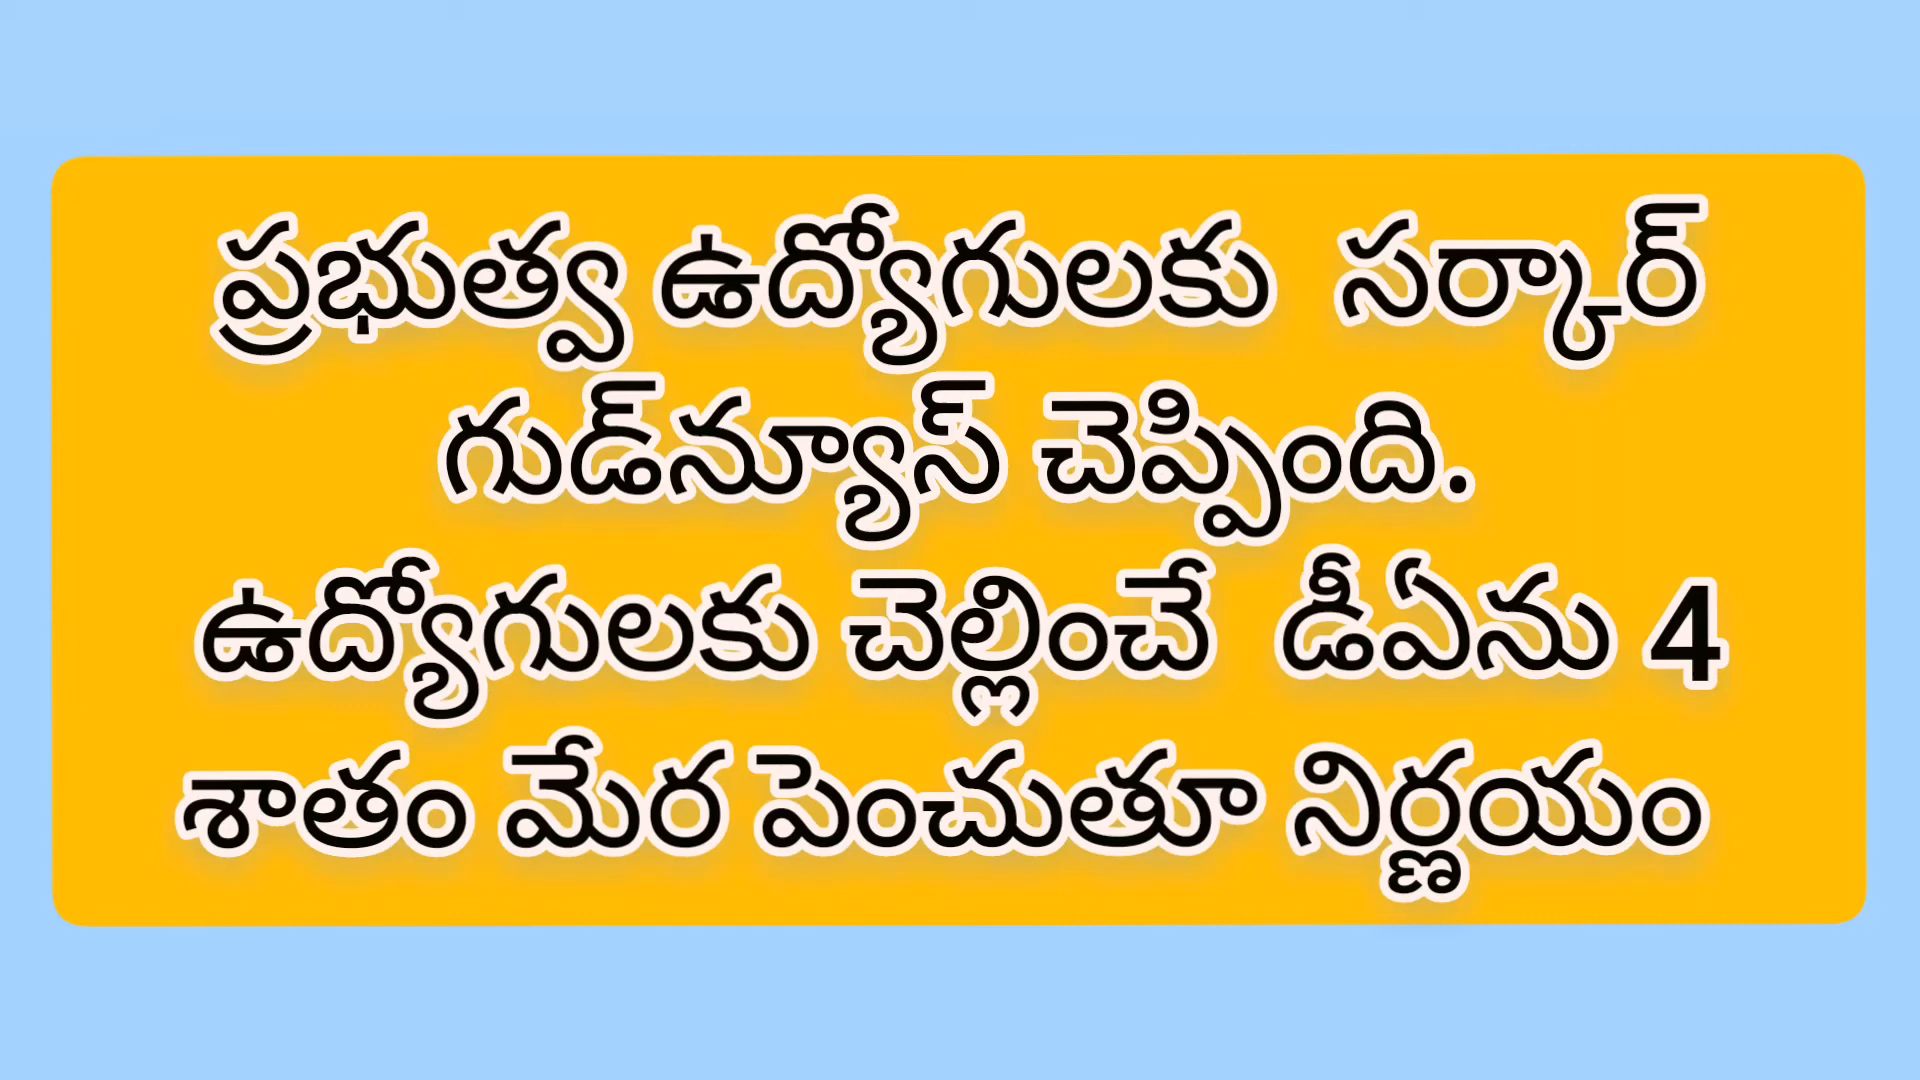 ప్రభుత్వ ఉద్యోగులకు సర్కార్
గుడ్‌న్యూస్ చెప్పింది.
ఉద్యోగులకు చెల్లించే డీఏను 4
శాతం మేర పెంచుతూ నిర్ణయం